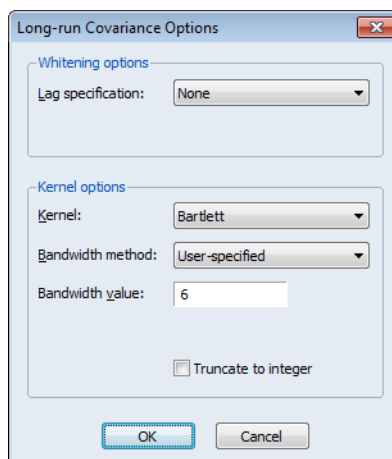 Long-run Covariance Options
Whitening options
Lag specification: None
Kernel options
Kernel: Bartlett
Bandwidth method: User-specified
Bandwidth value: 6
Truncate to integer
OK Cancel